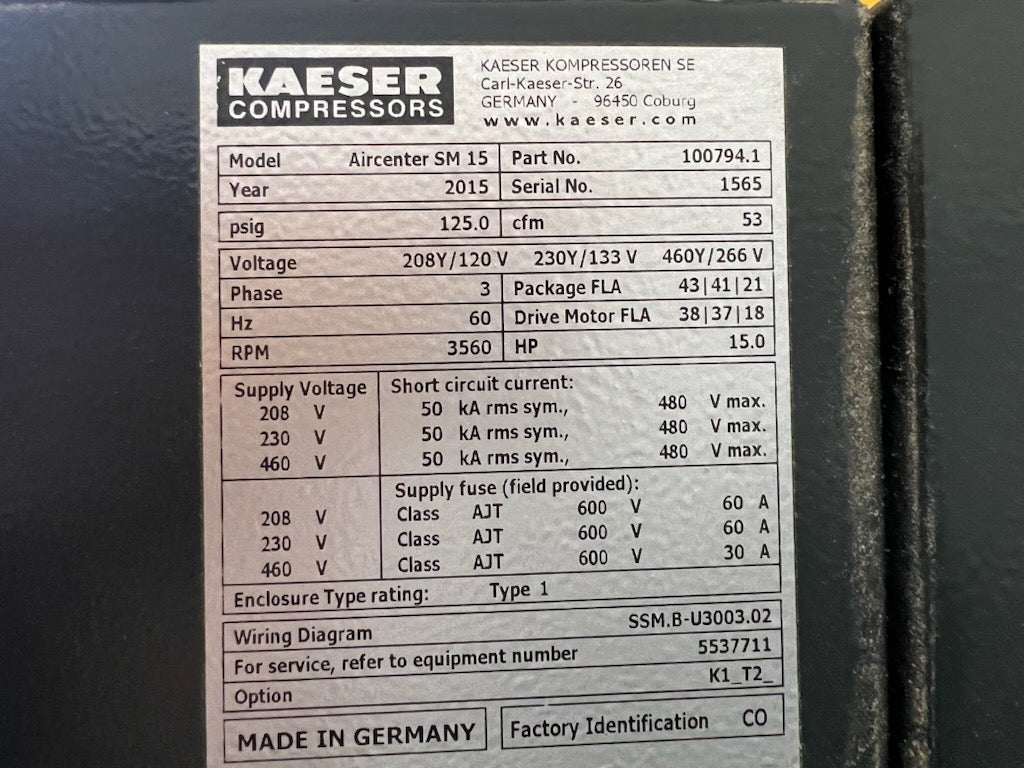 KAESER
COMPRESSORS
KAESER KOMPRESSOREN SE
Carl-Kaeser-Str. 26
GERMANY - 96450 Coburg
www.kaeser.com
Model Aircenter SM 15 Part No. 100794.1
Year 2015 Serial No. 1565
psig 125.0 cfm 53
Voltage 208Y/120 V 230Y/133 V 460Y/266 V
Phase 3 Package FLA 43|41|21
Hz 60 Drive Motor FLA 38|37|18
RPM 3560 HP 15.0
Supply Voltage Short circuit current:
208 V 50 kA rms sym., 480 V max.
230 V 50 kA rms sym., 480 V max.
460 V 50 kA rms sym., 480 V max.
Supply fuse (field provided):
208 V Class AJT 600 V 60 A
230 V Class AJT 600 V 60 A
460 V Class AJT 600 V 30 A
Enclosure Type rating: Type 1
Wiring Diagram SSM.B-U3003.02
For service, refer to equipment number 5537711
Option K1_T2_
MADE IN GERMANY Factory Identification CO